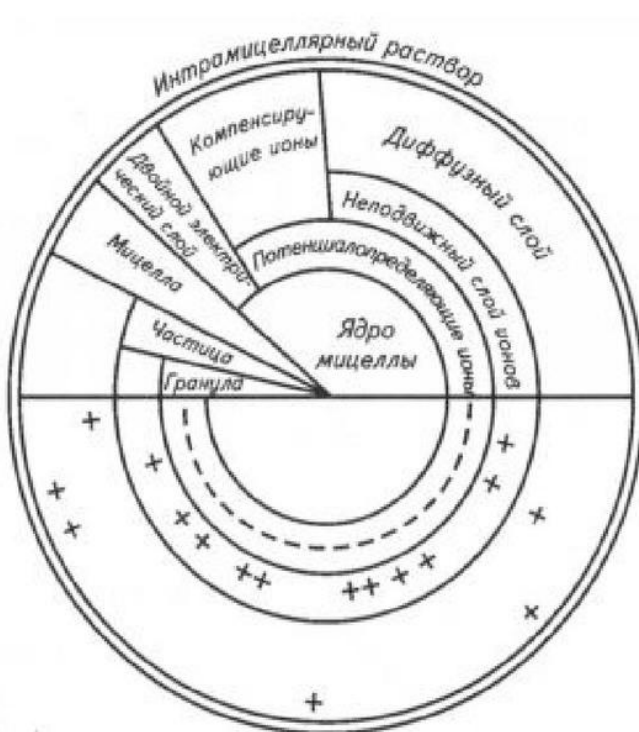 Интрамицеллярный раствор
Компенсиру-
ющие ионы
Диффузный слой
Двойной электри-
ческий слой
Неподвижный слой ионов
Потенциалопределяющие ионы
Мицелла
Ядро
мицеллы
Частица
Гранула